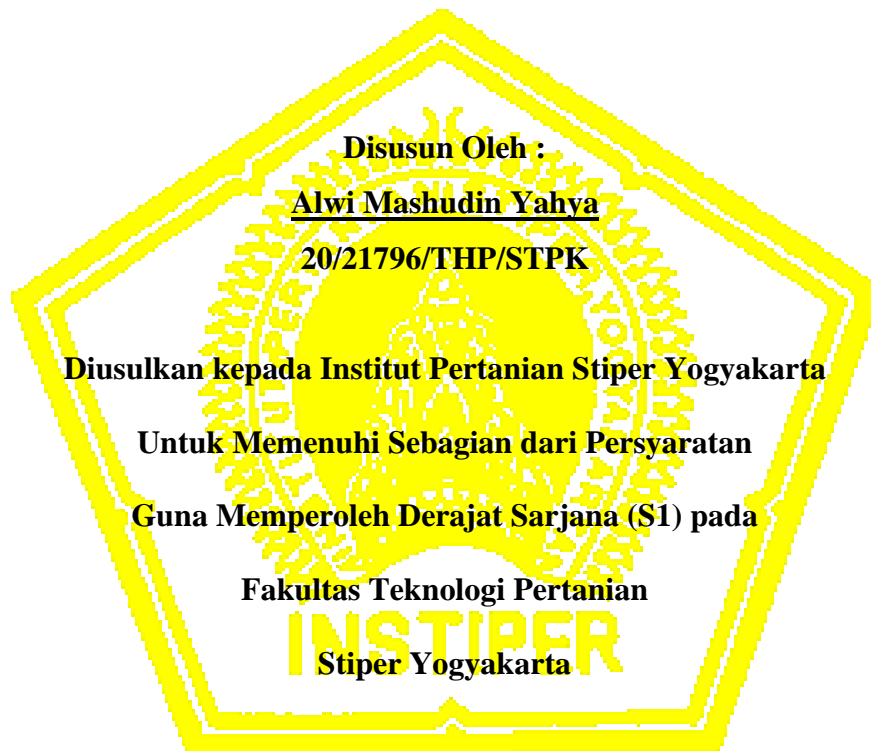 Disusun Oleh :
Alwi Mashudin Yahya
20/21796/THP/STPK
Diusulkan kepada Institut Pertanian Stiper Yogyakarta
Untuk Memenuhi Sebagian dari Persyaratan
Guna Memperoleh Derajat Sarjana (S1) pada
Fakultas Teknologi Pertanian
INSTIPER
Stiper Yogyakarta